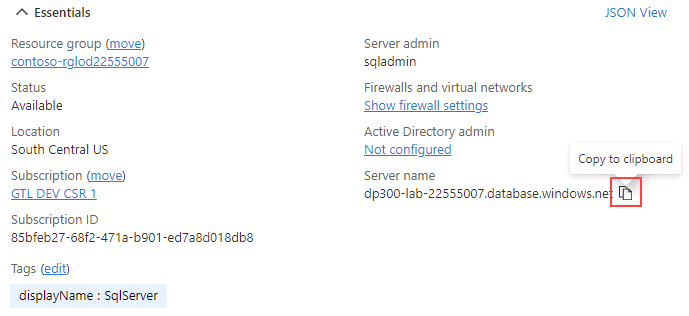 Essentials
JSON View
Resource group (move)
contoso-rglod22555007
Status
Available
Location
South Central US
Subscription (move)
GTL DEV CSR 1
Subscription ID
85bfeb27-68f2-471a-b901-ed7a8d018db8
Tags (edit)
displayName : SqlServer
Server admin
sqladmin
Firewalls and virtual networks
Show firewall settings
Active Directory admin
Not configured
Copy to clipboard
Server name
dp300-lab-22555007.database.windows.net